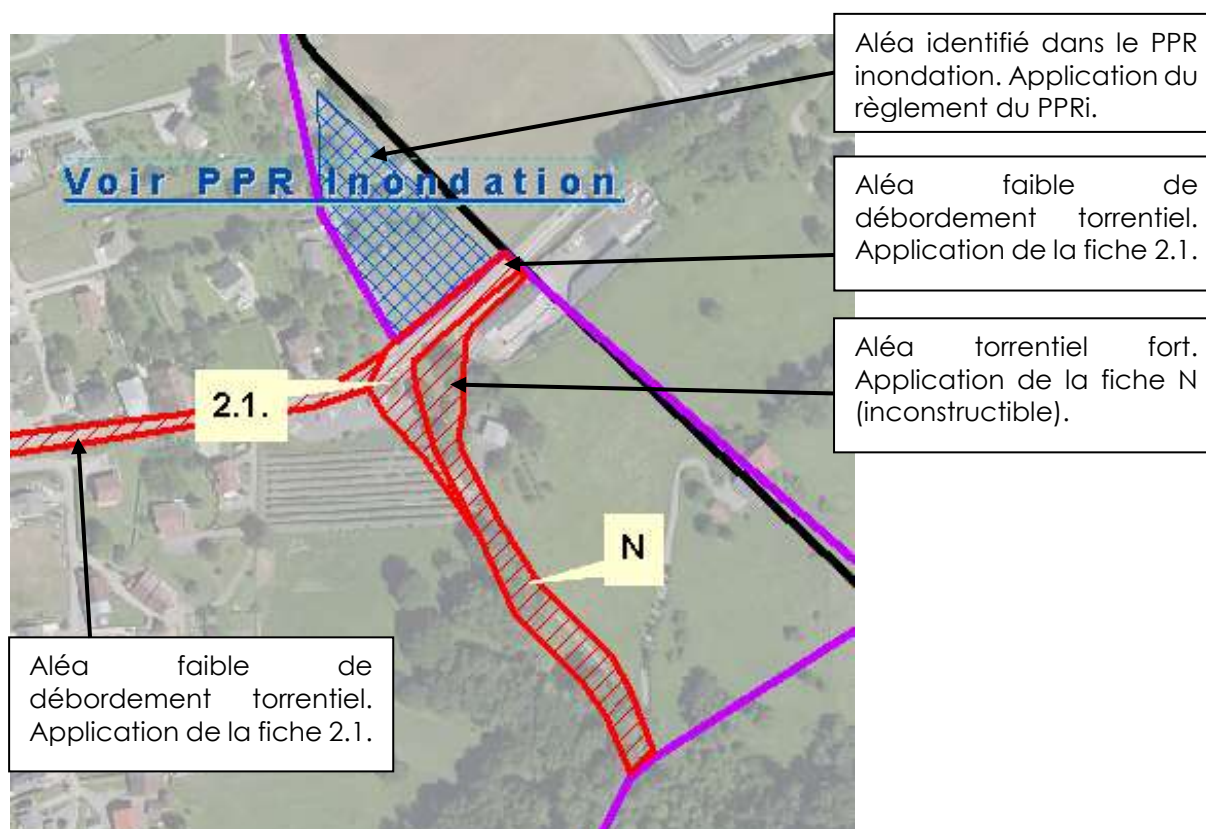 Aléa identifié dans le PPR
inondation. Application du
règlement du PPRi.
Voir PPR Inondation
Aléa faible de
débordement torrentiel.
Application de la fiche 2.1.
Aléa torrentiel fort.
Application de la fiche N
(inconstructible).
2.1.
N
Aléa faible de
débordement torrentiel.
Application de la fiche 2.1.